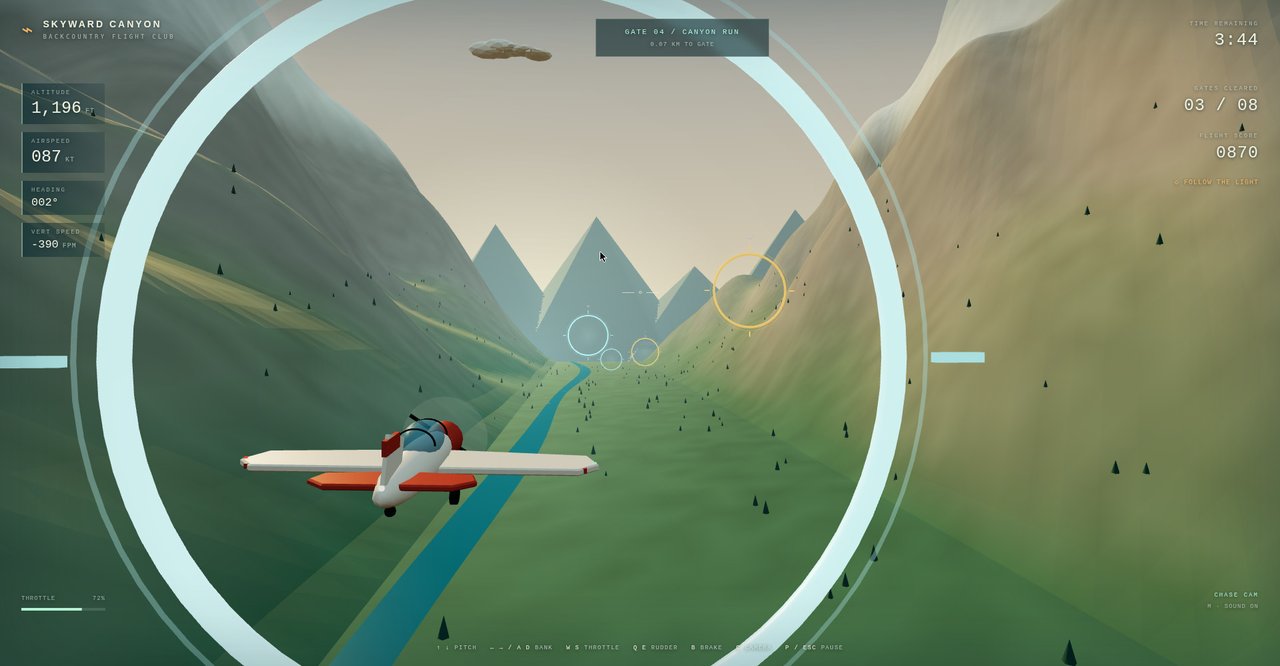 SKYWARD CANYON
BACKCOUNTRY FLIGHT CLUB
GATE 04 / CANYON RUN
0.07 KM TO GATE
TIME REMAINING
3:44
ALTITUDE
1,196 FT
AIRSPEED
087 KT
HEADING
002°
VERT SPEED
-390 FPM
GATES CLEARED
03 / 08
FLIGHT SCORE
0870
◇ FOLLOW THE LIGHT
THROTTLE 72%
CHASE CAM
M · SOUND ON
↑ ↓ PITCH ← → / A D BANK W S THROTTLE Q E RUDDER B BRAKE C CAMERA P / ESC PAUSE